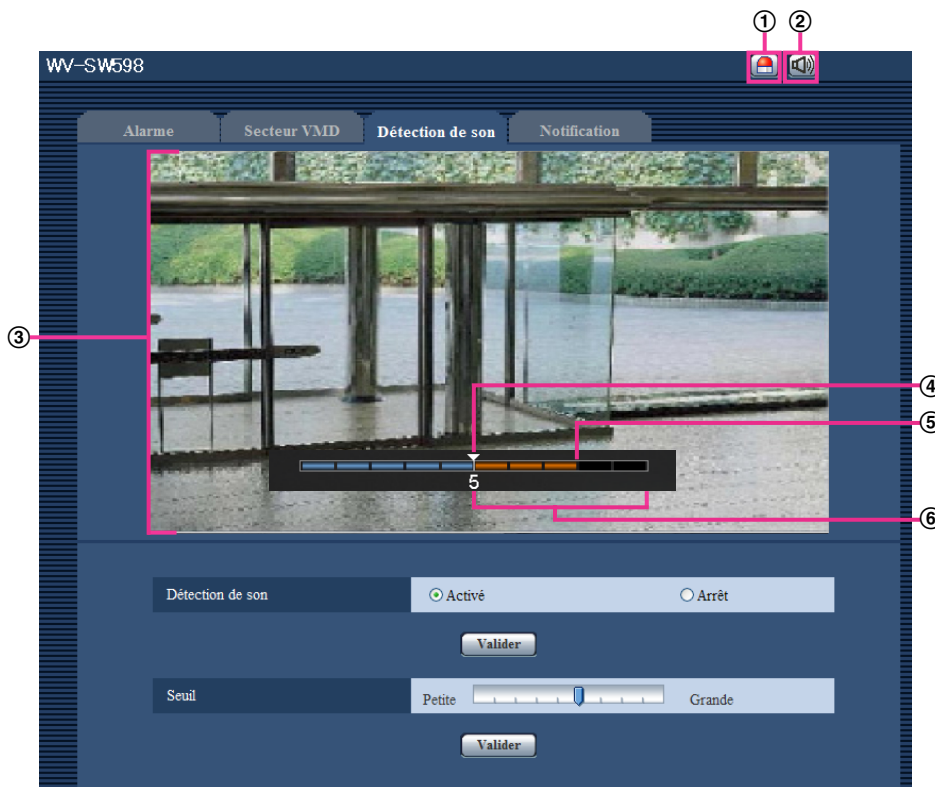 ① ②
WV-SW598
Alarme Secteur VMD Détection de son Notification
③
④
⑤
5
⑥
Détection de son Activé Arrêt
Valider
Seuil Petite Grande
Valider